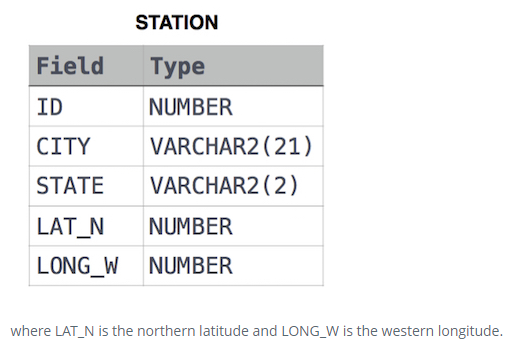 STATION
Field Type
ID NUMBER
CITY VARCHAR2(21)
STATE VARCHAR2(2)
LAT_N NUMBER
LONG_W NUMBER
where LAT_N is the northern latitude and LONG_W is the western longitude.